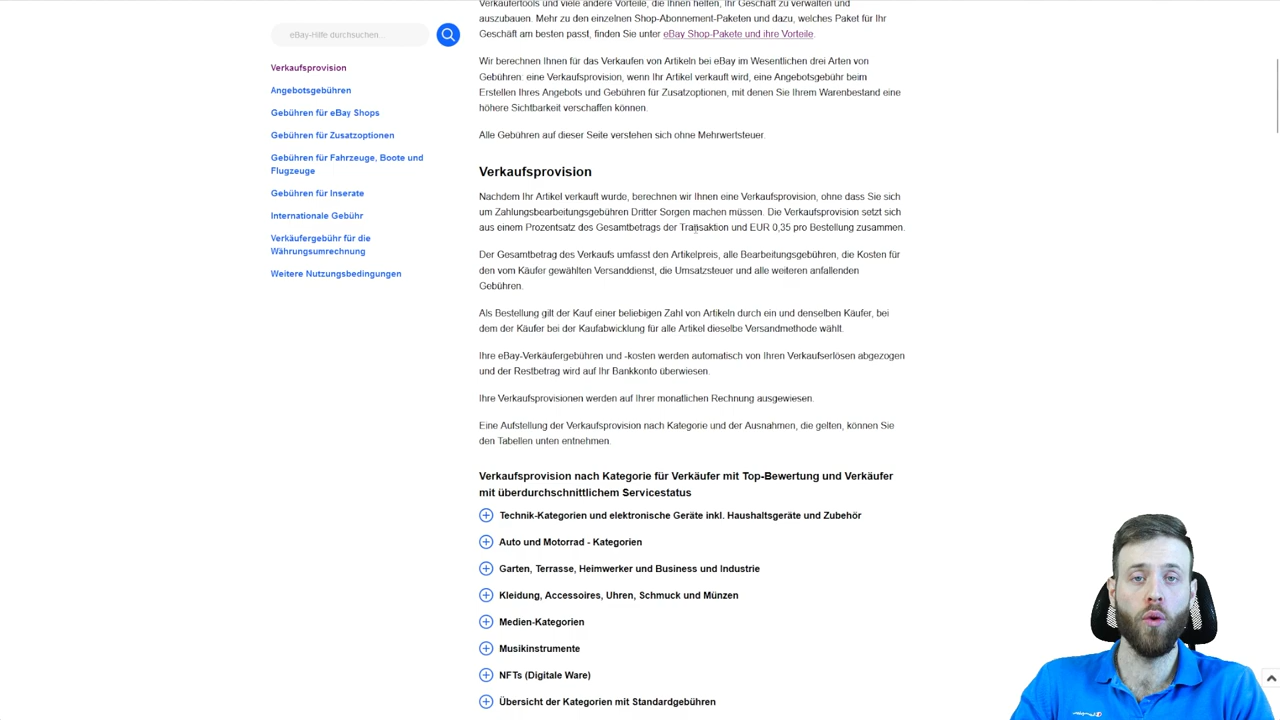 Verkäufertools und viele andere Vorteile, die Ihnen helfen, Ihr Geschäft zu verwalten und
auszubauen. Mehr zu den einzelnen Shop-Abonnement-Paketen und dazu, welches Paket für Ihr
Geschäft am besten passt, finden Sie unter eBay Shop-Pakete und ihre Vorteile.
eBay-Hilfe durchsuchen...
Verkaufsprovision
Angebotsgebühren
Gebühren für eBay Shops
Gebühren für Zusatzoptionen
Gebühren für Fahrzeuge, Boote und
Flugzeuge
Gebühren für Inserate
Internationale Gebühr
Verkäufergebühr für die
Währungsumrechnung
Weitere Nutzungsbedingungen
Wir berechnen Ihnen für das Verkaufen von Artikeln bei eBay im Wesentlichen drei Arten von
Gebühren: eine Verkaufsprovision, wenn Ihr Artikel verkauft wird, eine Angebotsgebühr beim
Erstellen Ihres Angebots und Gebühren für Zusatzoptionen, mit denen Sie Ihrem Warenbestand eine
höhere Sichtbarkeit verschaffen können.
Alle Gebühren auf dieser Seite verstehen sich ohne Mehrwertsteuer.
Verkaufsprovision
Nachdem Ihr Artikel verkauft wurde, berechnen wir Ihnen eine Verkaufsprovision, ohne dass Sie sich
um Zahlungsbearbeitungsgebühren Dritter Sorgen machen müssen. Die Verkaufsprovision setzt sich
aus einem Prozentsatz des Gesamtbetrags der Transaktion und EUR 0,35 pro Bestellung zusammen.
Der Gesamtbetrag des Verkaufs umfasst den Artikelpreis, alle Bearbeitungsgebühren, die Kosten für
den vom Käufer gewählten Versanddienst, die Umsatzsteuer und alle weiteren anfallenden
Gebühren.
Als Bestellung gilt der Kauf einer beliebigen Zahl von Artikeln durch ein und denselben Käufer, bei
dem der Käufer bei der Kaufabwicklung für alle Artikel dieselbe Versandmethode wählt.
Ihre eBay-Verkäufergebühren und -kosten werden automatisch von Ihren Verkaufserlösen abgezogen
und der Restbetrag wird auf Ihr Bankkonto überwiesen.
Ihre Verkaufsprovisionen werden auf Ihrer monatlichen Rechnung ausgewiesen.
Eine Aufstellung der Verkaufsprovision nach Kategorie und der Ausnahmen, die gelten, können Sie
den Tabellen unten entnehmen.
Verkaufsprovision nach Kategorie für Verkäufer mit Top-Bewertung und Verkäufer
mit überdurchschnittlichem Servicestatus
Technik-Kategorien und elektronische Geräte inkl. Haushaltsgeräte und Zubehör
Auto und Motorrad - Kategorien
Garten, Terrasse, Heimwerker und Business und Industrie
Kleidung, Accessoires, Uhren, Schmuck und Münzen
Medien-Kategorien
Musikinstrumente
NFTs (Digitale Ware)
Übersicht der Kategorien mit Standardgebühren